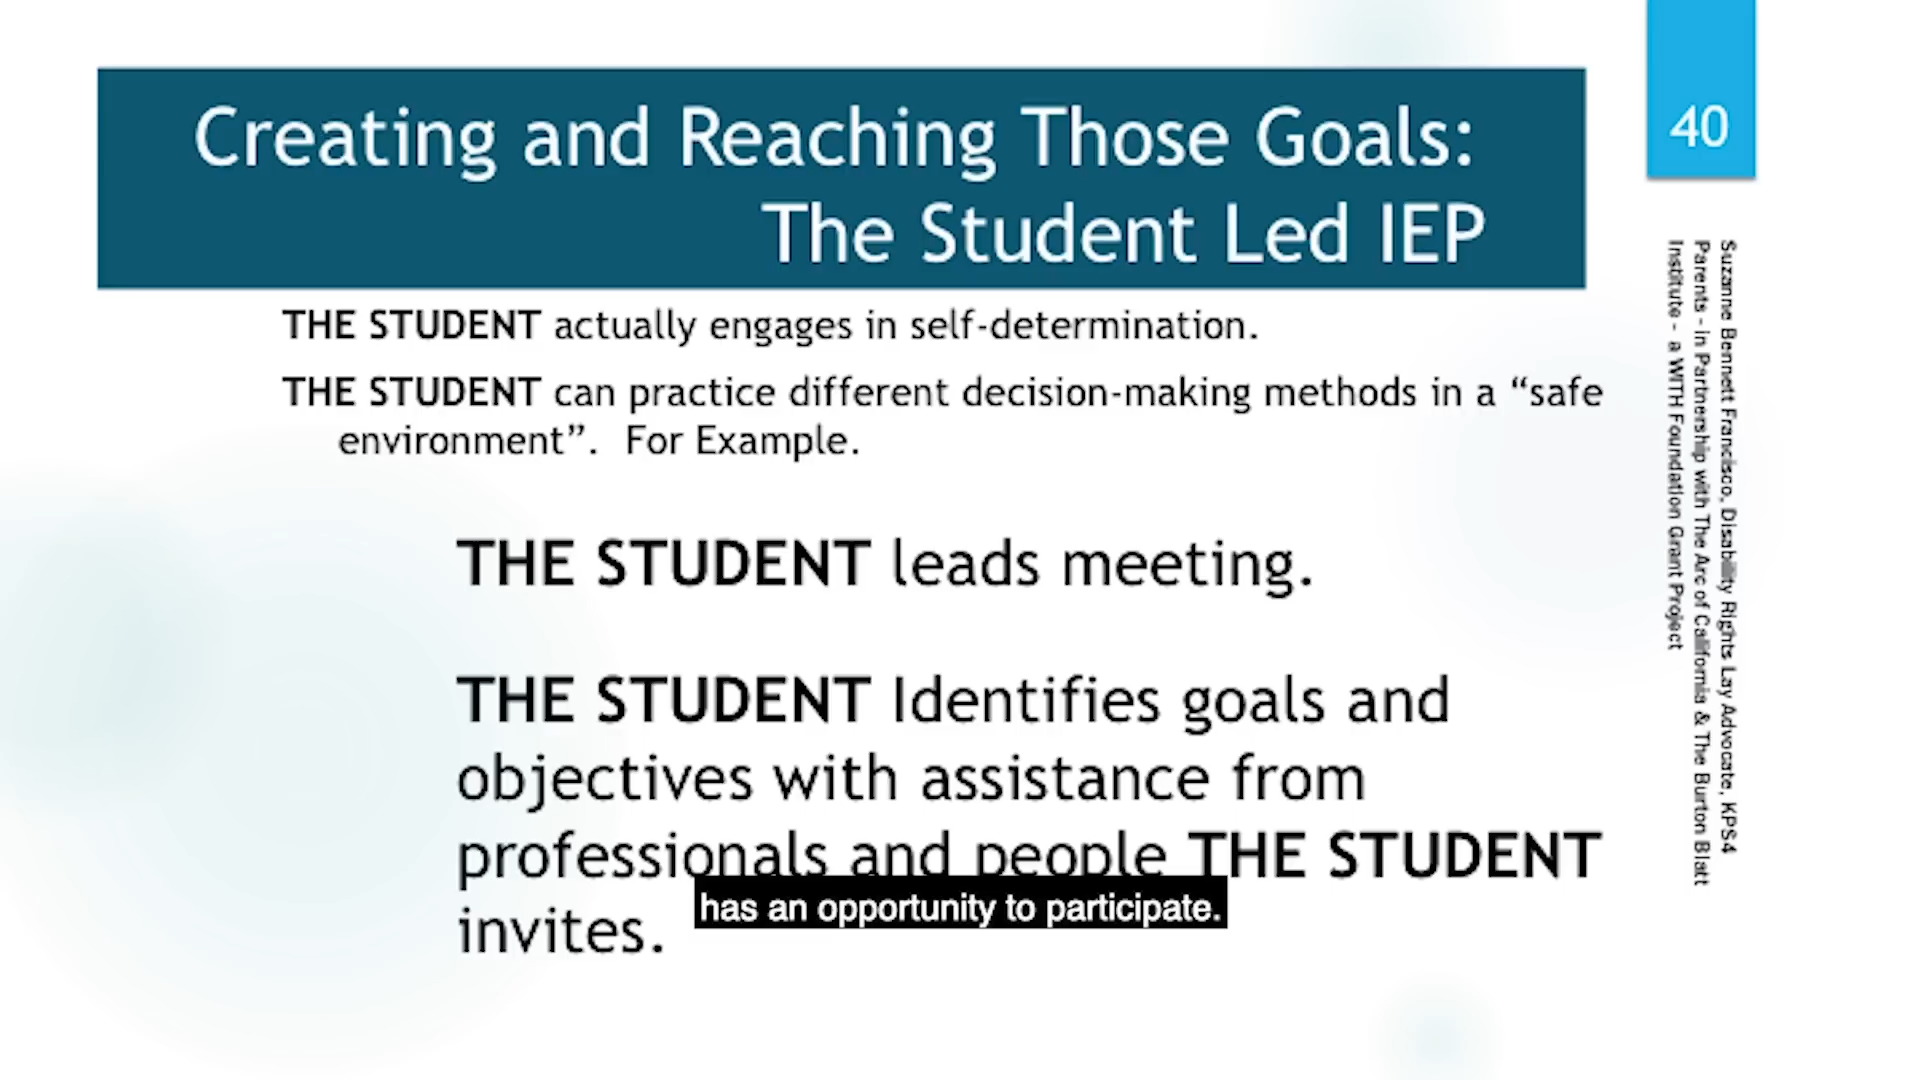 Creating and Reaching Those Goals:
The Student Led IEP
40
THE STUDENT actually engages in self-determination.
THE STUDENT can practice different decision-making methods in a “safe
environment”. For Example.
THE STUDENT leads meeting.
THE STUDENT Identifies goals and
objectives with assistance from
professionals and people THE STUDENT
invites.
has an opportunity to participate.
Suzanne Bennett Francisco, Disability Rights Lay Advocate, KPS4
Parents - in Partnership with The Arc of California & The Burton Blatt
Institute - a WITH Foundation Grant Project